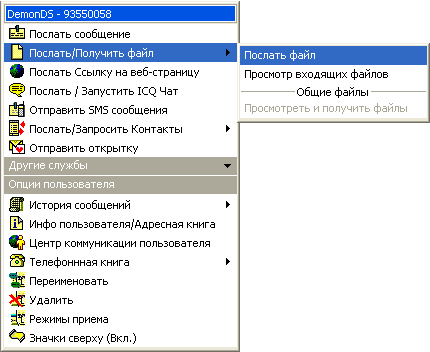 DemonDS - 93550058
Послать сообщение
Послать/Получить файл
Послать Ссылку на веб-страницу
Послать / Запустить ICQ Чат
Отправить SMS сообщения
Послать/Запросить Контакты
Отправить открытку
Другие службы
Опции пользователя
История сообщений
Инфо пользователя/Адресная книга
Центр коммуникации пользователя
Телефоннная книга
Переименовать
Удалить
Режимы приема
Значки сверху (Вкл.)
Послать файл
Просмотр входящих файлов
Общие файлы
Просмотреть и получить файлы